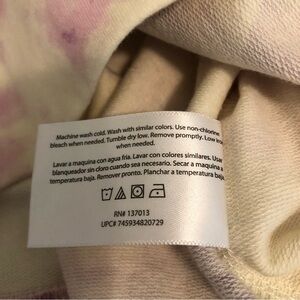 Machine wash cold. Wash with similar colors. Use non-chlorine
bleach when needed. Tumble dry low. Remove promptly. Low iron
when needed.
Lavar a maquina con agua fría. Lavar con colores similares. Usar
blanqueador sin cloro cuando sea necesario. Secar a maquina a
temperatura baja. Remover pronto. Planchar a temperatura baja
RN# 137013
UPC# 745934820729